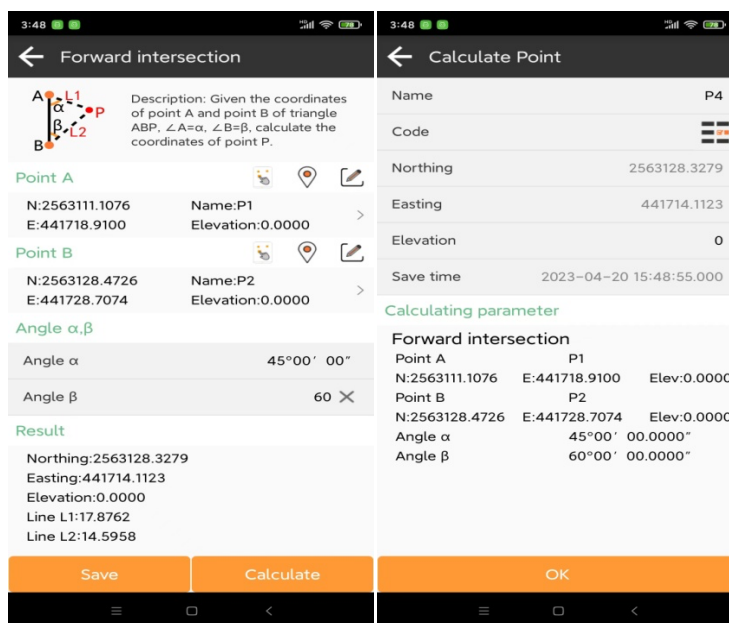 3:48
Forward intersection
A L1
α P
β L2
B
Description: Given the coordinates
of point A and point B of triangle
ABP, ∠A=α, ∠B=β, calculate the
coordinates of point P.
Point A
N:2563111.1076 Name:P1
E:441718.9100 Elevation:0.0000
Point B
N:2563128.4726 Name:P2
E:441728.7074 Elevation:0.0000
Angle α,β
Angle α 45°00′ 00″
Angle β 60
Result
Northing:2563128.3279
Easting:441714.1123
Elevation:0.0000
Line L1:17.8762
Line L2:14.5958
Save Calculate
3:48
Calculate Point
Name P4
Code
Northing 2563128.3279
Easting 441714.1123
Elevation 0
Save time 2023-04-20 15:48:55.000
Calculating parameter
Forward intersection
Point A P1
N:2563111.1076 E:441718.9100 Elev:0.0000
Point B P2
N:2563128.4726 E:441728.7074 Elev:0.0000
Angle α 45°00′ 00.0000″
Angle β 60°00′ 00.0000″
OK